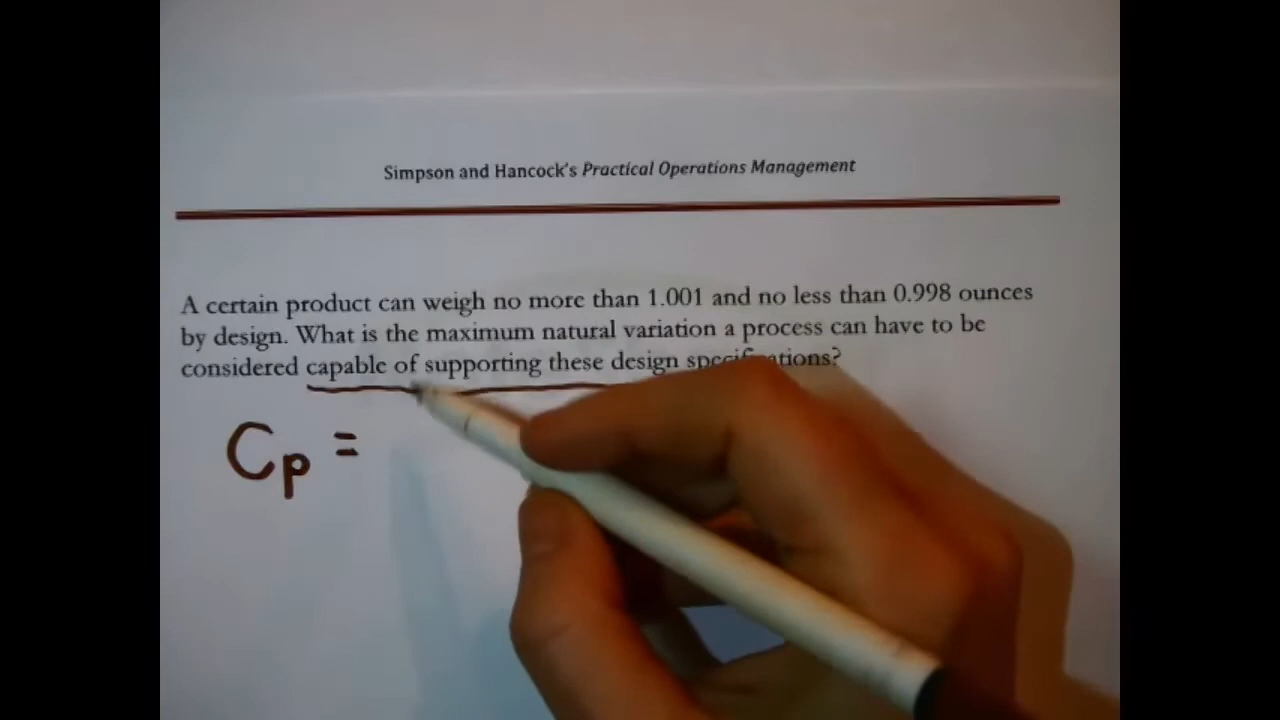 Simpson and Hancock's Practical Operations Management
A certain product can weigh no more than 1.001 and no less than 0.998 ounces
by design. What is the maximum natural variation a process can have to be
considered capable of supporting these design specifications?
Cp =